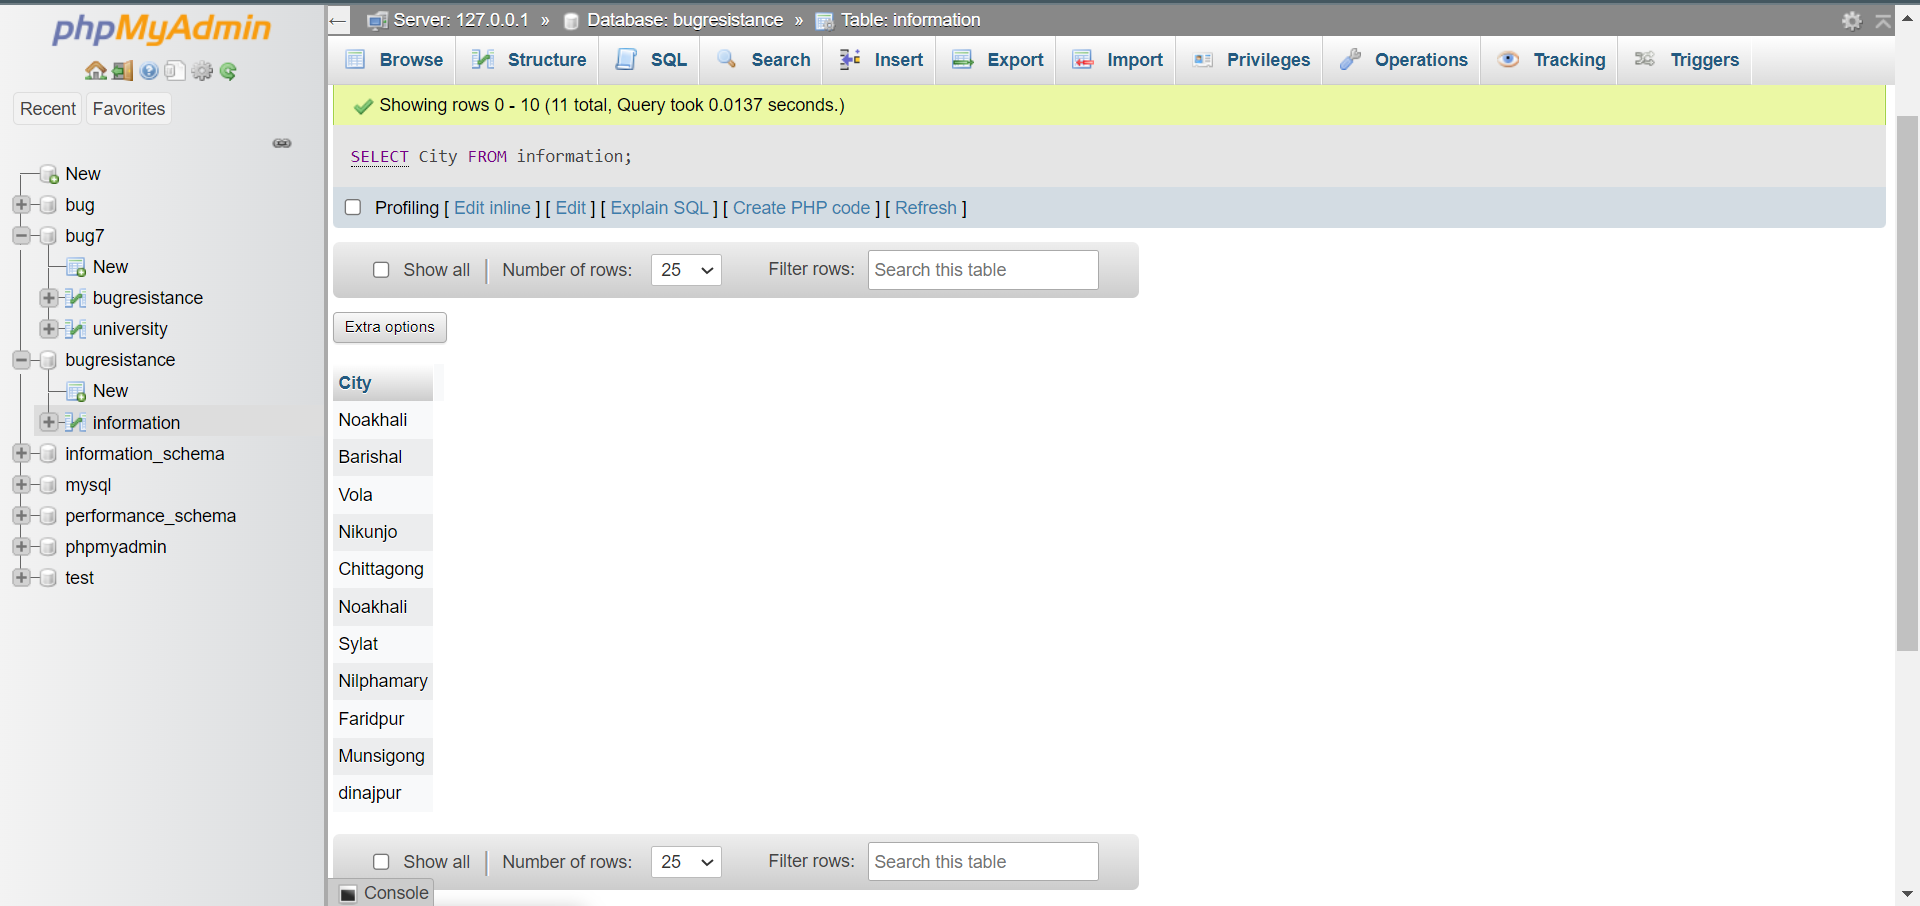 phpMyAdmin
Recent Favorites
New
bug
bug7
New
bugresistance
university
bugresistance
New
information
information_schema
mysql
performance_schema
phpmyadmin
test
Server: 127.0.0.1 » Database: bugresistance » Table: information
Browse Structure SQL Search Insert Export Import Privileges Operations Tracking Triggers
Showing rows 0 - 10 (11 total, Query took 0.0137 seconds.)
SELECT City FROM information;
Profiling [ Edit inline ] [ Edit ] [ Explain SQL ] [ Create PHP code ] [ Refresh ]
Show all Number of rows: 25 Filter rows: Search this table
Extra options
City
Noakhali
Barishal
Vola
Nikunjo
Chittagong
Noakhali
Sylat
Nilphamary
Faridpur
Munsigong
dinajpur
Show all Number of rows: 25 Filter rows: Search this table
Console